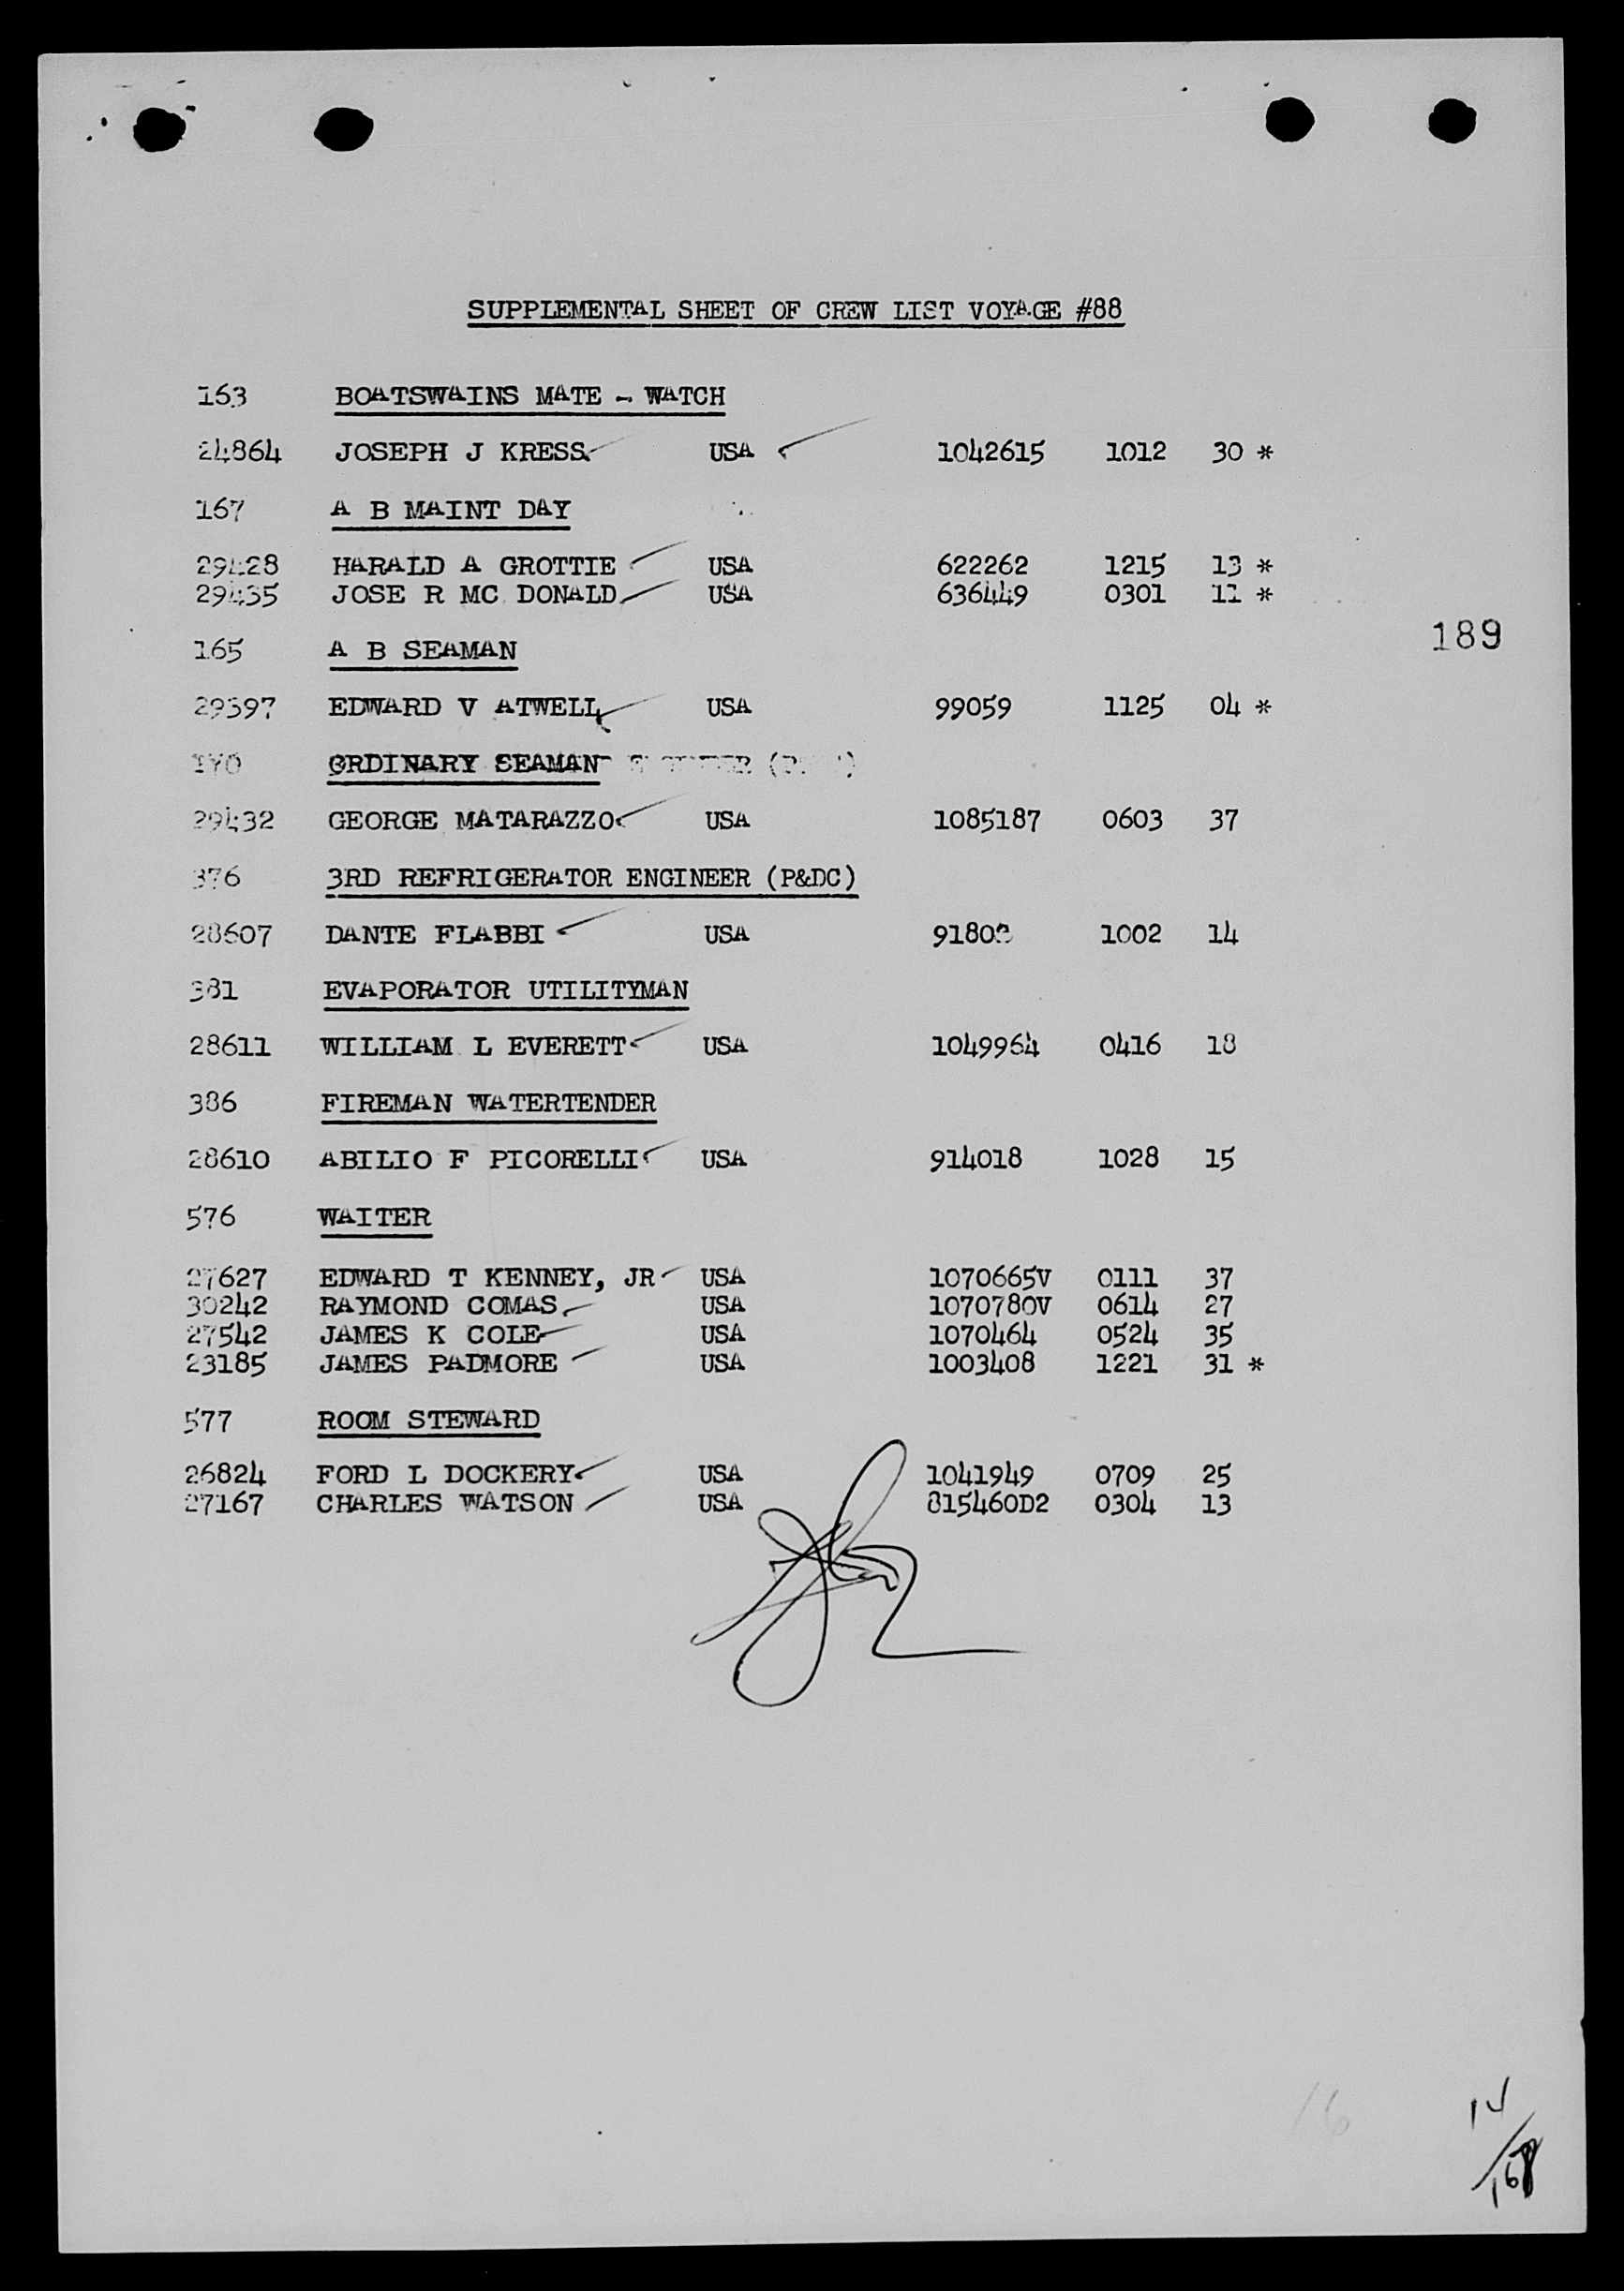 SUPPLEMENTAL SHEET OF CREW LIST VOYAGE #88
163 BOATSWAINS MATE - WATCH
24864 JOSEPH J KRESS USA 1042615 1012 30 *
167 A B MAINT DAY
29428 HARALD A GROTTIE USA 622262 1215 13 *
29435 JOSE R MC DONALD USA 636449 0301 11 *
189
165 A B SEAMAN
29397 EDWARD V ATWELL USA 99059 1125 04 *
170 ORDINARY SEAMAN
29432 GEORGE MATARAZZO USA 1085187 0603 37
376 3RD REFRIGERATOR ENGINEER (P&DC)
28607 DANTE FLABBI USA 1002 14
381 EVAPORATOR UTILITYMAN
28611 WILLIAM L EVERETT USA 1049964 0416 18
386 FIREMAN WATERTENDER
28610 ABILIO F PICORELLI USA 914018 1028 15
576 WAITER
27627 EDWARD T KENNEY, JR USA 1070665V 0111 37
30242 RAYMOND COMAS USA 1070780V 0614 27
27542 JAMES K COLE USA 1070464 0524 35
23185 JAMES PADMORE USA 1003408 1221 31 *
577 ROOM STEWARD
26824 FORD L DOCKERY USA 1041949 0709 25
27167 CHARLES WATSON USA 815460D2 0304 13
16
14